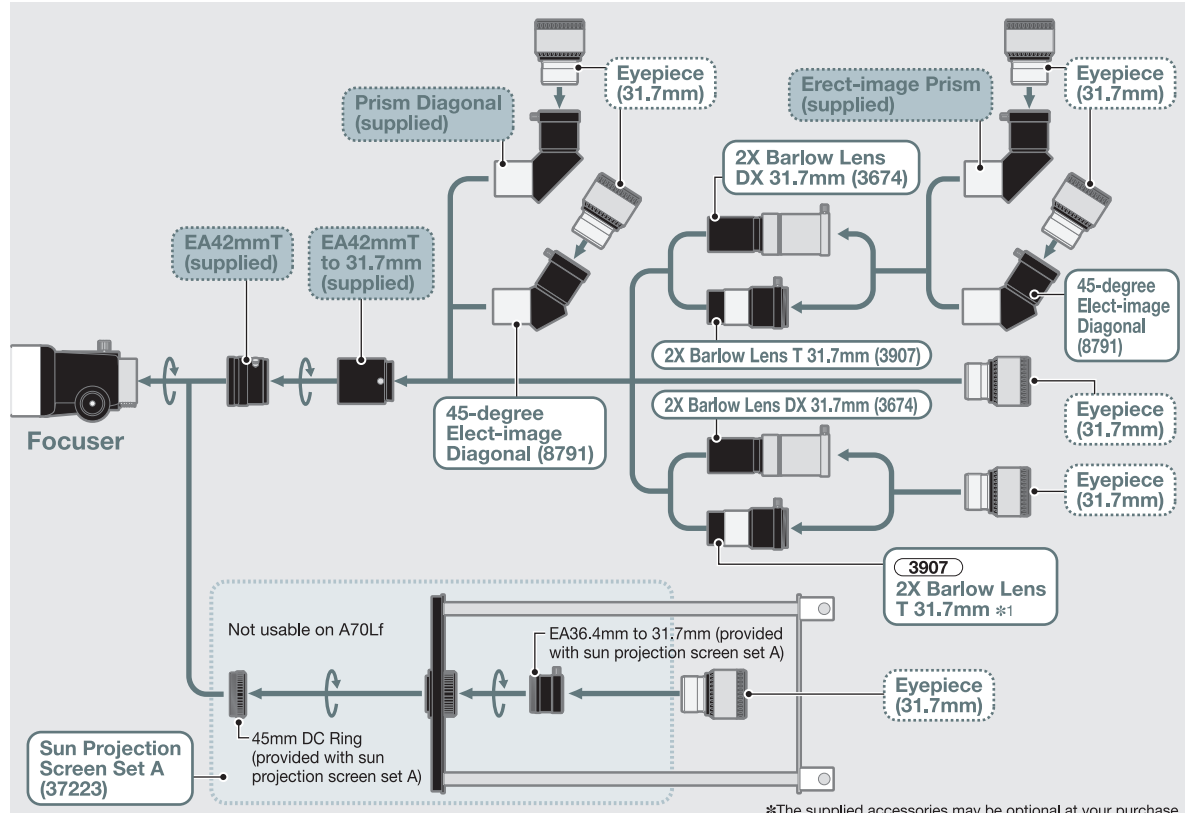 Eyepiece
(31.7mm)
Prism Diagonal
(supplied)
Erect-image Prism
(supplied)
Eyepiece
(31.7mm)
2X Barlow Lens
DX 31.7mm (3674)
EA42mmT
(supplied)
EA42mmT
to 31.7mm
(supplied)
45-degree
Elect-image
Diagonal
(8791)
2X Barlow Lens T 31.7mm (3907)
Focuser
45-degree
Elect-image
Diagonal (8791)
2X Barlow Lens DX 31.7mm (3674)
Eyepiece
(31.7mm)
Eyepiece
(31.7mm)
3907
2X Barlow Lens
T 31.7mm *1
Not usable on A70Lf
EA36.4mm to 31.7mm (provided
with sun projection screen set A)
Eyepiece
(31.7mm)
45mm DC Ring
(provided with sun
projection screen set A)
Sun Projection
Screen Set A
(37223)
*The supplied accessories may be optional at your purchase